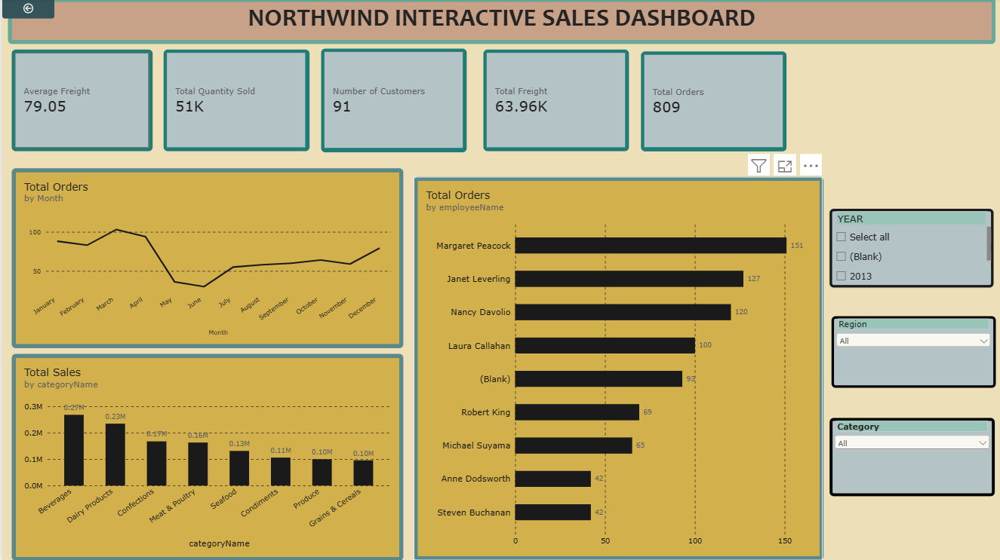 NORTHWIND INTERACTIVE SALES DASHBOARD
Average Freight
79.05
Total Quantity Sold
51K
Number of Customers
91
Total Freight
63.96K
Total Orders
809
Total Orders
by Month
100
50
January
February
March
April
May
June
July
August
September
October
November
December
Month
Total Sales
by categoryName
0.3M
0.2M
0.1M
0.0M
0.27M
0.23M
0.17M
0.16M
0.13M
0.11M
0.10M
0.10M
Beverages
Dairy Products
Confections
Meat & Poultry
Seafood
Condiments
Produce
Grains & Cereals
categoryName
Total Orders
by employeeName
Margaret Peacock 151
Janet Leverling 127
Nancy Davolio 120
Laura Callahan 100
(Blank) 93
Robert King 69
Michael Suyama 65
Anne Dodsworth 42
Steven Buchanan 42
0 50 100 150
YEAR
Select all
(Blank)
2013
Region
All
Category
All